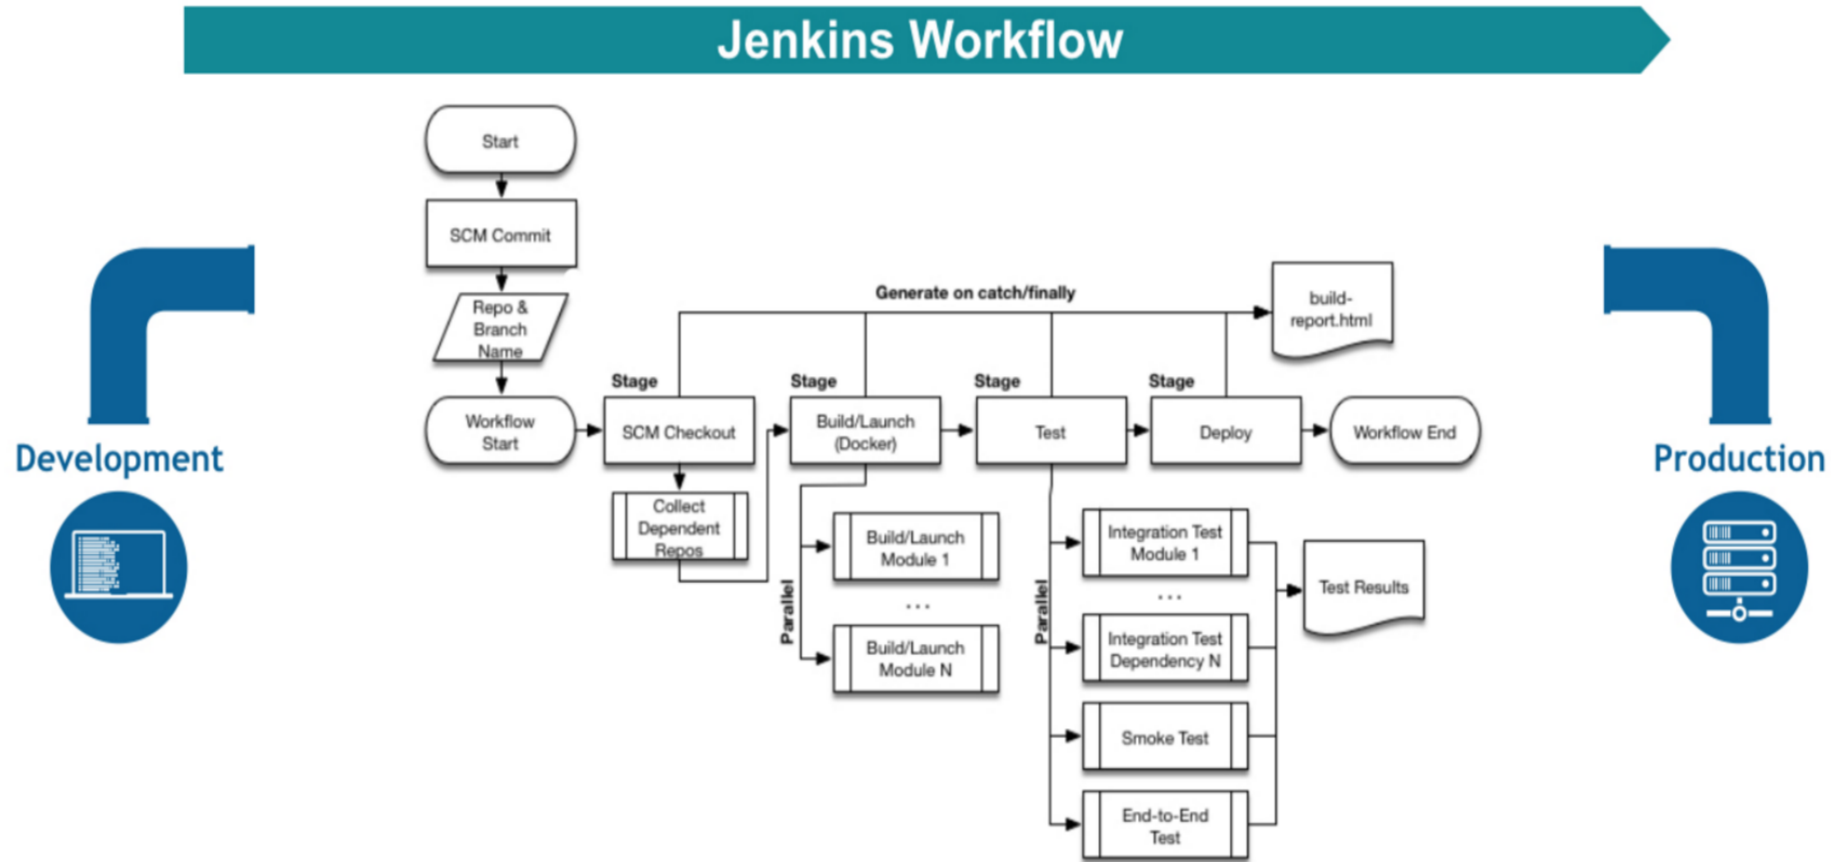 Jenkins Workflow
Start
SCM Commit
Repo &
Branch
Name
Workflow
Start
Development
Generate on catch/finally
build-
report.html
Stage
SCM Checkout
Collect
Dependent
Repos
Stage
Build/Launch
(Docker)
Parallel
Build/Launch
Module 1
...
Build/Launch
Module N
Stage
Test
Parallel
Integration Test
Module 1
...
Integration Test
Dependency N
Smoke Test
End-to-End
Test
Test Results
Stage
Deploy
Workflow End
Production